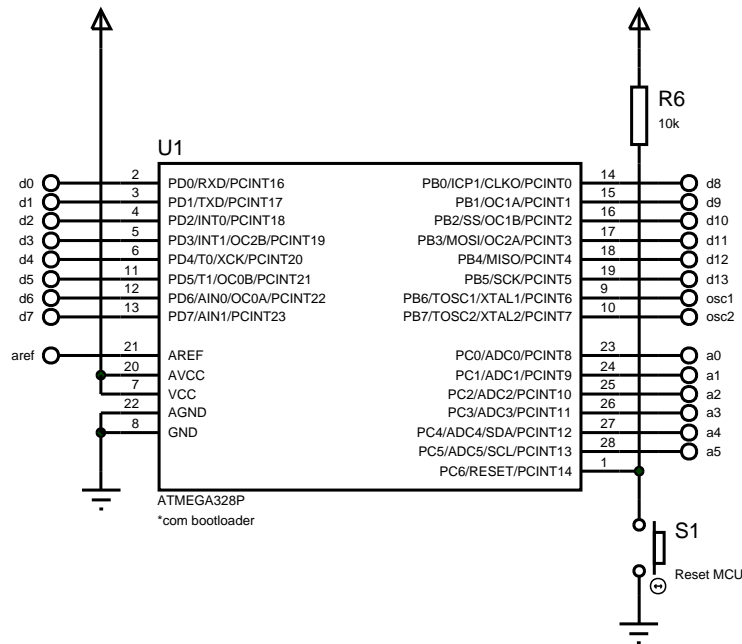 R6
10k
U1
d0 2 PD0/RXD/PCINT16 PB0/ICP1/CLKO/PCINT0 14 d8
d1 3 PD1/TXD/PCINT17 PB1/OC1A/PCINT1 15 d9
d2 4 PD2/INT0/PCINT18 PB2/SS/OC1B/PCINT2 16 d10
d3 5 PD3/INT1/OC2B/PCINT19 PB3/MOSI/OC2A/PCINT3 17 d11
d4 6 PD4/T0/XCK/PCINT20 PB4/MISO/PCINT4 18 d12
d5 11 PD5/T1/OC0B/PCINT21 PB5/SCK/PCINT5 19 d13
d6 12 PD6/AIN0/OC0A/PCINT22 PB6/TOSC1/XTAL1/PCINT6 9 osc1
d7 13 PD7/AIN1/PCINT23 PB7/TOSC2/XTAL2/PCINT7 10 osc2
aref 21 AREF PC0/ADC0/PCINT8 23 a0
20 AVCC PC1/ADC1/PCINT9 24 a1
7 VCC PC2/ADC2/PCINT10 25 a2
22 AGND PC3/ADC3/PCINT11 26 a3
8 GND PC4/ADC4/SDA/PCINT12 27 a4
PC5/ADC5/SCL/PCINT13 28 a5
PC6/RESET/PCINT14 1
ATMEGA328P
*com bootloader
S1
Reset MCU